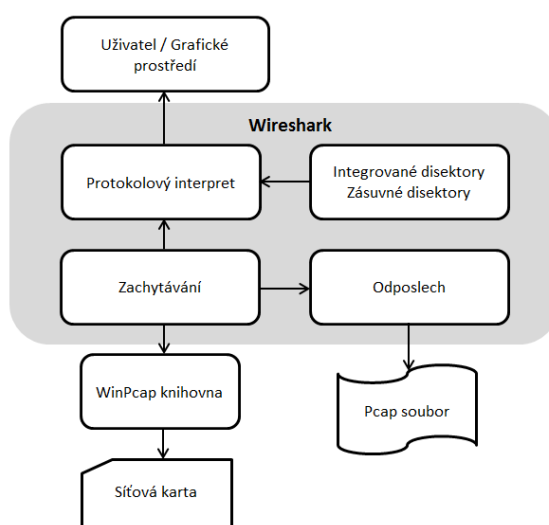 Uživatel / Grafické
prostředí
Wireshark
Protokolový interpret
Integrované disektory
Zásuvné disektory
Zachytávání
Odposlech
WinPcap knihovna
Pcap soubor
Síťová karta